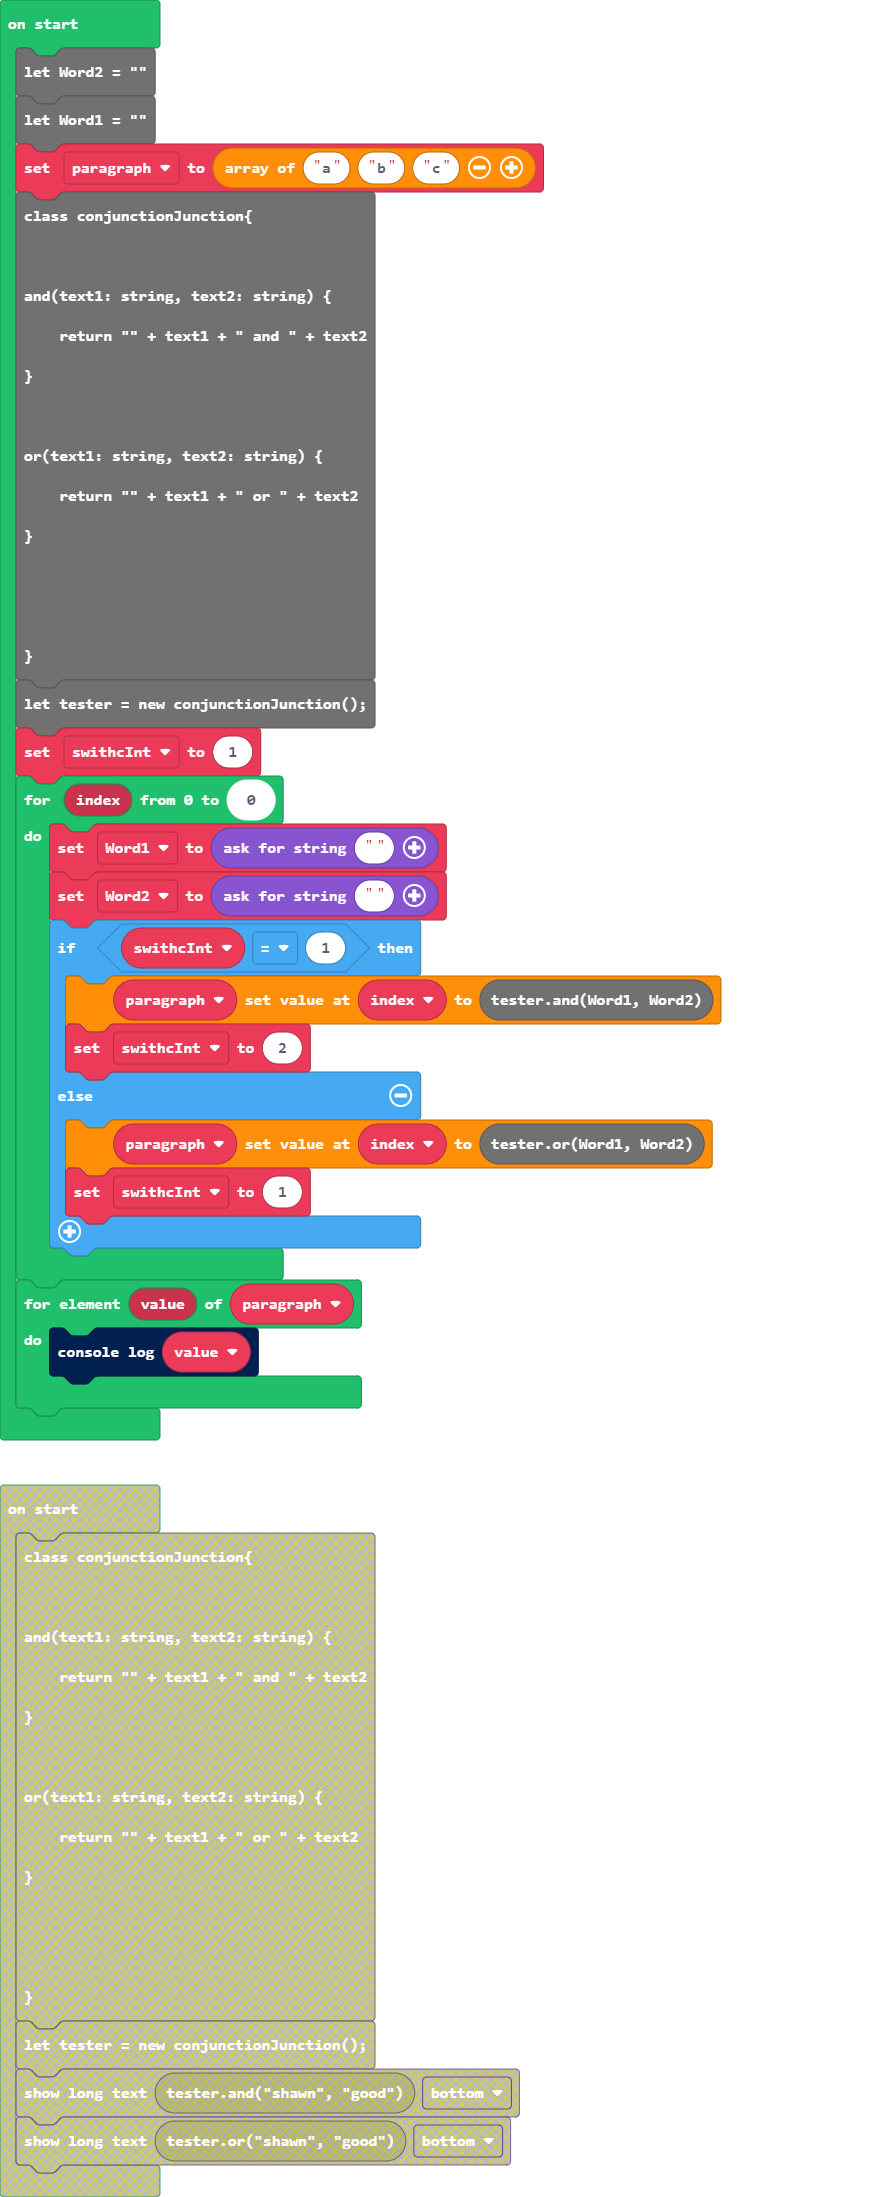 on start
let Word2 = ""
let Word1 = ""
set paragraph to array of "a" "b" "c"
class conjunctionJunction{
and(text1: string, text2: string) {
return "" + text1 + " and " + text2
}
or(text1: string, text2: string) {
return "" + text1 + " or " + text2
}
}
let tester = new conjunctionJunction();
set swithcInt to 1
for index from 0 to 0
do
set Word1 to ask for string ""
set Word2 to ask for string ""
if swithcInt = 1 then
paragraph set value at index to tester.and(Word1, Word2)
set swithcInt to 2
else
paragraph set value at index to tester.or(Word1, Word2)
set swithcInt to 1
for element value of paragraph
do
console log value
on start
class conjunctionJunction{
and(text1: string, text2: string) {
return "" + text1 + " and " + text2
}
or(text1: string, text2: string) {
return "" + text1 + " or " + text2
}
}
let tester = new conjunctionJunction();
show long text tester.and("shawn", "good") bottom
show long text tester.or("shawn", "good") bottom